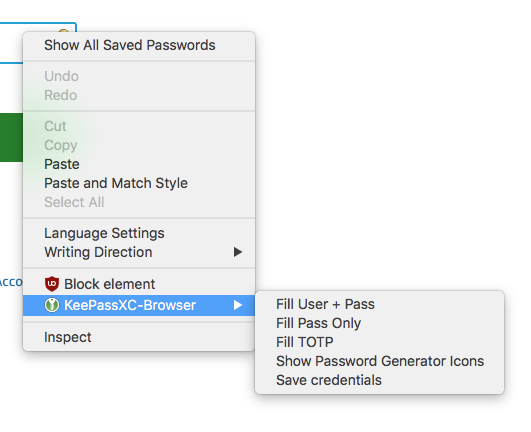 Show All Saved Passwords
Undo
Redo
Cut
Copy
Paste
Paste and Match Style
Select All
Language Settings
Writing Direction
Acco
Block element
KeePassXC-Browser
Inspect
Fill User + Pass
Fill Pass Only
Fill TOTP
Show Password Generator Icons
Save credentials